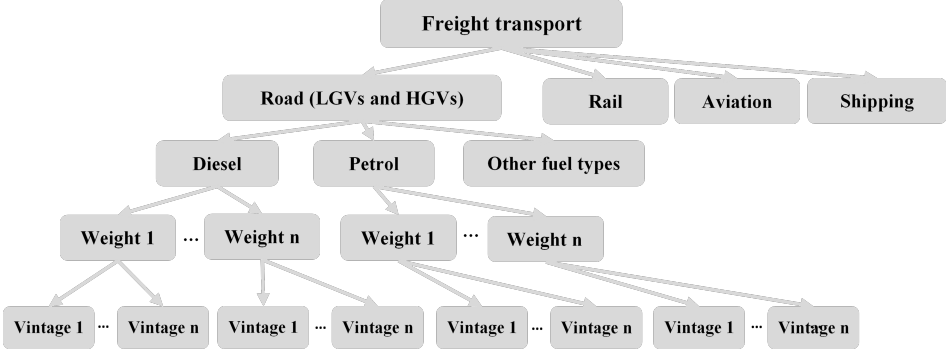 Freight transport
Road (LGVs and HGVs)
Rail
Aviation
Shipping
Diesel
Petrol
Other fuel types
Weight 1
...
Weight n
Weight 1
...
Weight n
Vintage 1
...
Vintage n
Vintage 1
...
Vintage n
Vintage 1
...
Vintage n
Vintage 1
...
Vintage n